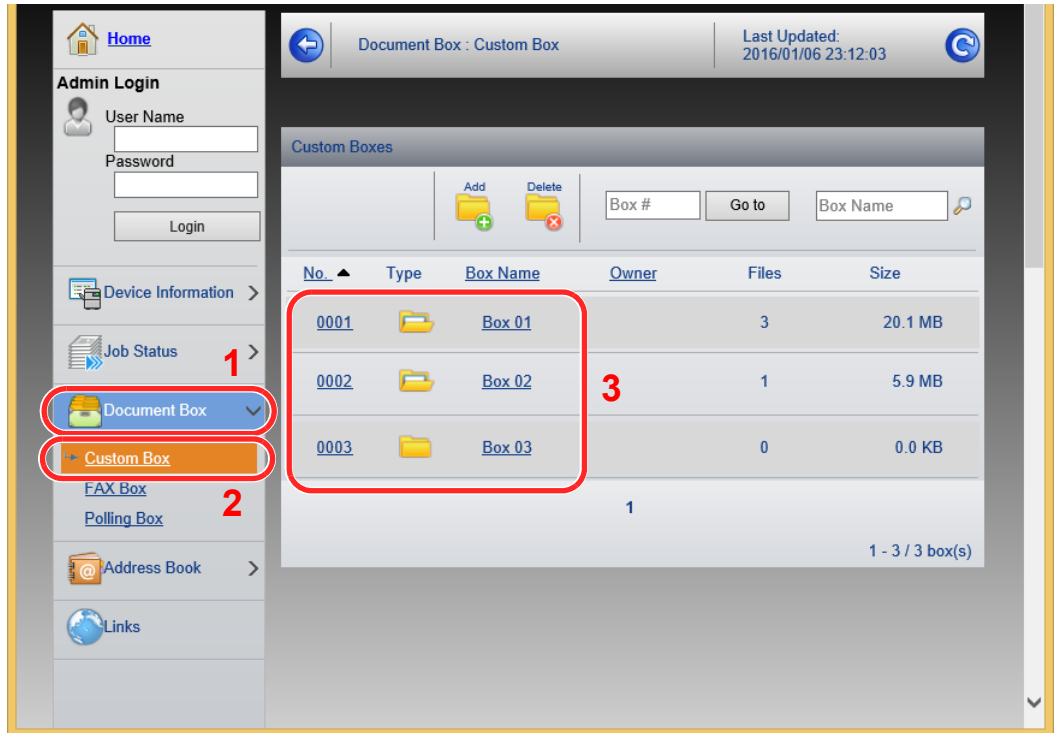 Home
Admin Login
User Name
Password
Login
Device Information
Job Status
1
Document Box
Custom Box
FAX Box
2
Polling Box
Address Book
Links
Document Box : Custom Box
Last Updated:
2016/01/06 23:12:03
Custom Boxes
Add Delete
Box # Go to Box Name
No. Type Box Name Owner Files Size
0001 Box 01 3 20.1 MB
0002 Box 02 1 5.9 MB
3
0003 Box 03 0 0.0 KB
1
1 - 3 / 3 box(s)